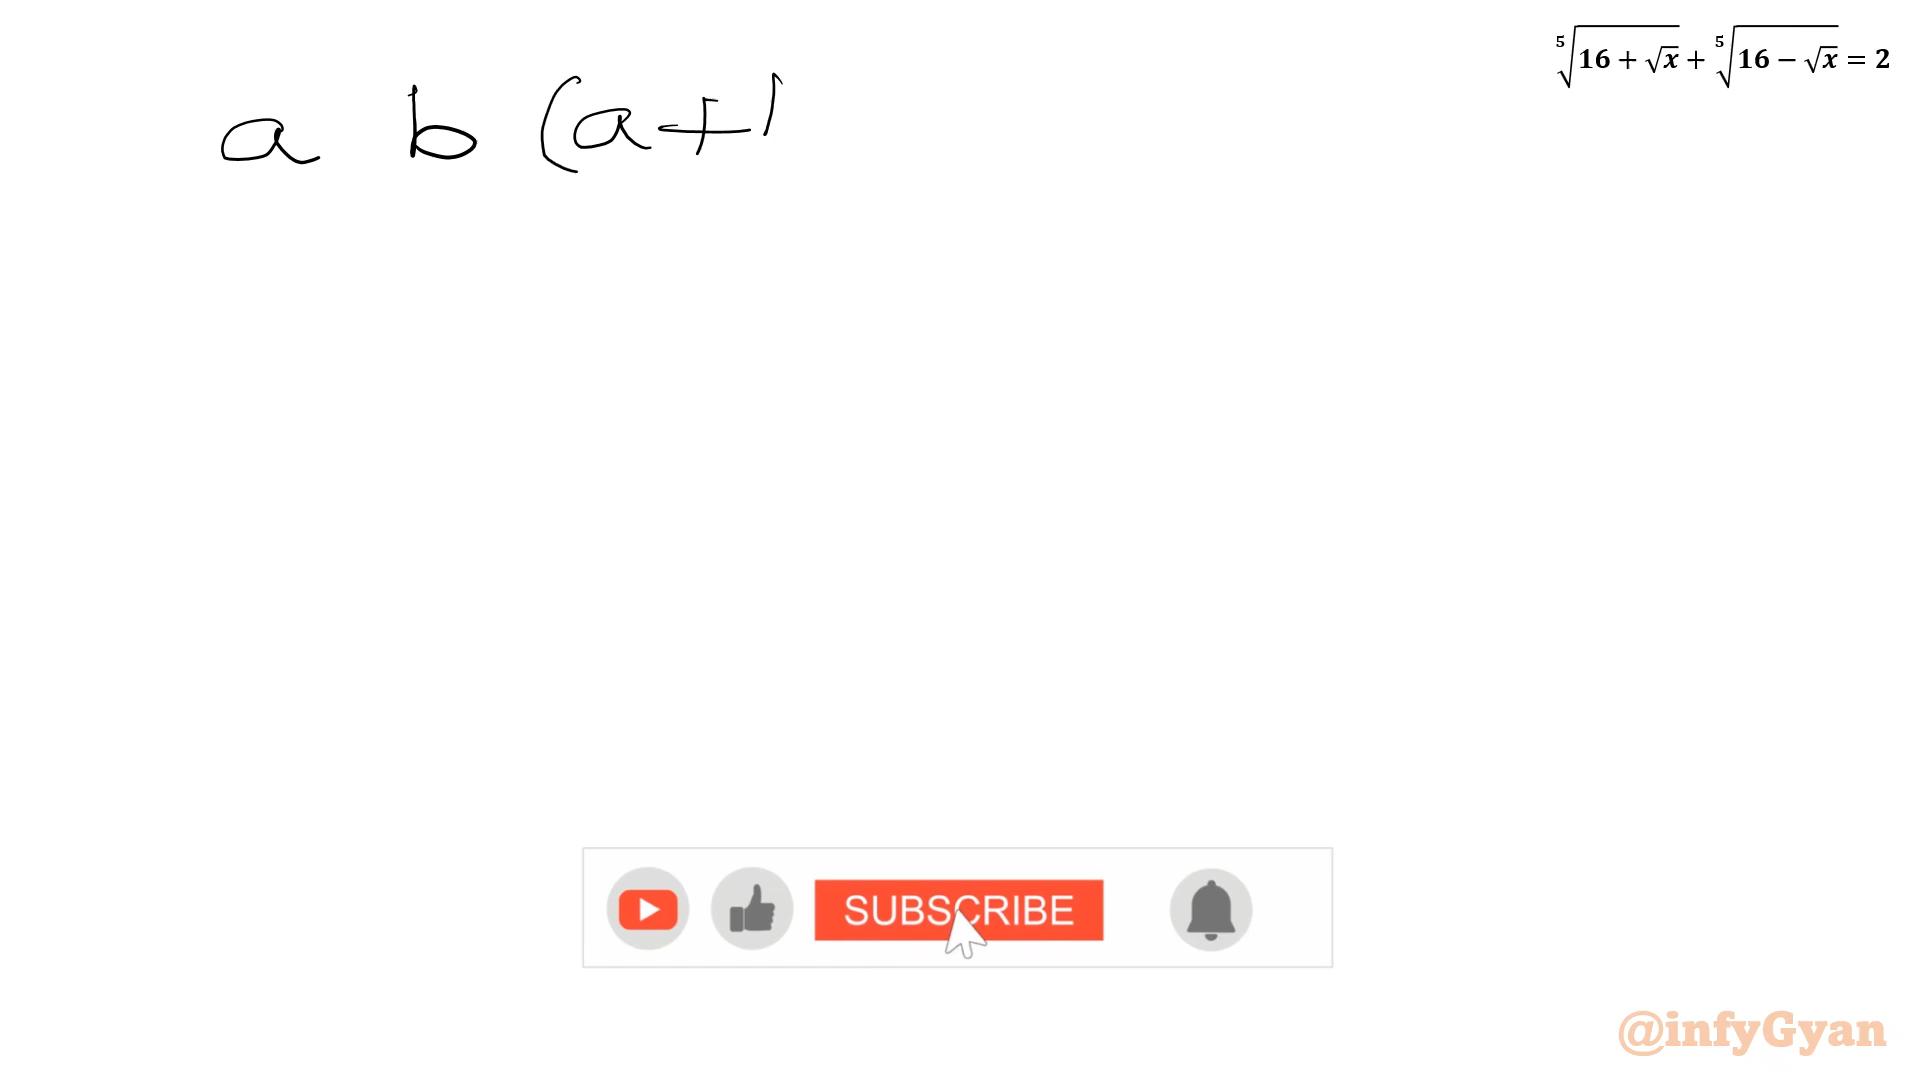 ⁵√(16 + √x) + ⁵√(16 − √x) = 2
a b (a+
SUBSCRIBE
@infyGyan